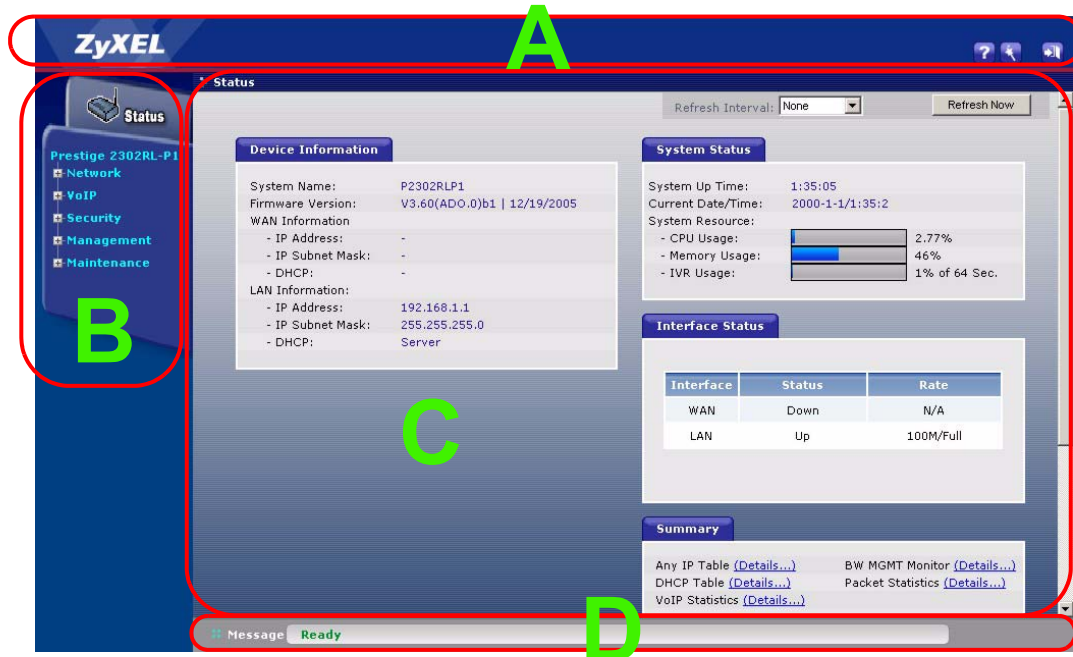 A
ZyXEL
?
Status
Status
Refresh Interval: None
Refresh Now
Prestige 2302RL-P1
Network
VoIP
Security
Management
Maintenance
B
Device Information
System Name: P2302RLP1
Firmware Version: V3.60(ADO.0)b1 | 12/19/2005
WAN Information
- IP Address: -
- IP Subnet Mask: -
- DHCP: -
LAN Information:
- IP Address: 192.168.1.1
- IP Subnet Mask: 255.255.255.0
- DHCP: Server
C
System Status
System Up Time: 1:35:05
Current Date/Time: 2000-1-1/1:35:2
System Resource:
- CPU Usage: 2.77%
- Memory Usage: 46%
- IVR Usage: 1% of 64 Sec.
Interface Status
Interface Status Rate
WAN Down N/A
LAN Up 100M/Full
Summary
Any IP Table (Details...) BW MGMT Monitor (Details...)
DHCP Table (Details...) Packet Statistics (Details...)
VoIP Statistics (Details...)
D
Message Ready